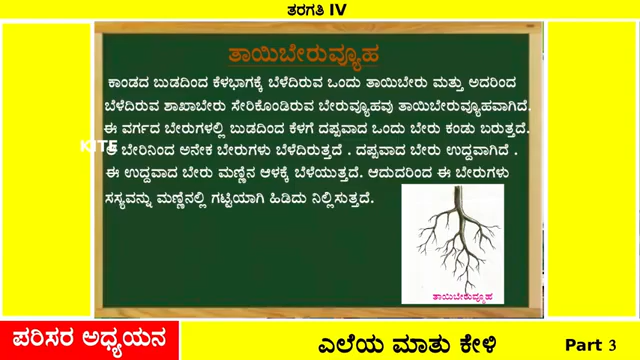 ತರಗತಿ IV
ತಾಯಿಬೇರುವ್ಯೂಹ
ಕಾಂಡದ ಬುಡದಿಂದ ಕೆಳಭಾಗಕ್ಕೆ ಬೆಳೆದಿರುವ ಒಂದು ತಾಯಿಬೇರು ಮತ್ತು ಅದರಿಂದ
ಬೆಳೆದಿರುವ ಶಾಖಾಬೇರು ಸೇರಿಕೊಂಡಿರುವ ಬೇರುವ್ಯೂಹವು ತಾಯಿಬೇರುವ್ಯೂಹವಾಗಿದೆ.
ಈ ವರ್ಗದ ಬೇರುಗಳಲ್ಲಿ ಬುಡದಿಂದ ಕೆಳಗೆ ದಪ್ಪವಾದ ಒಂದು ಬೇರು ಕಂಡು ಬರುತ್ತದೆ.
KITE
ಈ ಬೇರಿನಿಂದ ಅನೇಕ ಬೇರುಗಳು ಬೆಳೆದಿರುತ್ತದೆ . ದಪ್ಪವಾದ ಬೇರು ಉದ್ದವಾಗಿದೆ .
ಈ ಉದ್ದವಾದ ಬೇರು ಮಣ್ಣಿನ ಆಳಕ್ಕೆ ಬೆಳೆಯುತ್ತದೆ. ಆದುದರಿಂದ ಈ ಬೇರುಗಳು
ಸಸ್ಯವನ್ನು ಮಣ್ಣಿನಲ್ಲಿ ಗಟ್ಟಿಯಾಗಿ ಹಿಡಿದು ನಿಲ್ಲಿಸುತ್ತದೆ.
ತಾಯಿಬೇರುವ್ಯೂಹ
ಪರಿಸರ ಅಧ್ಯಯನ
ಎಲೆಯ ಮಾತು ಕೇಳಿ
Part 3